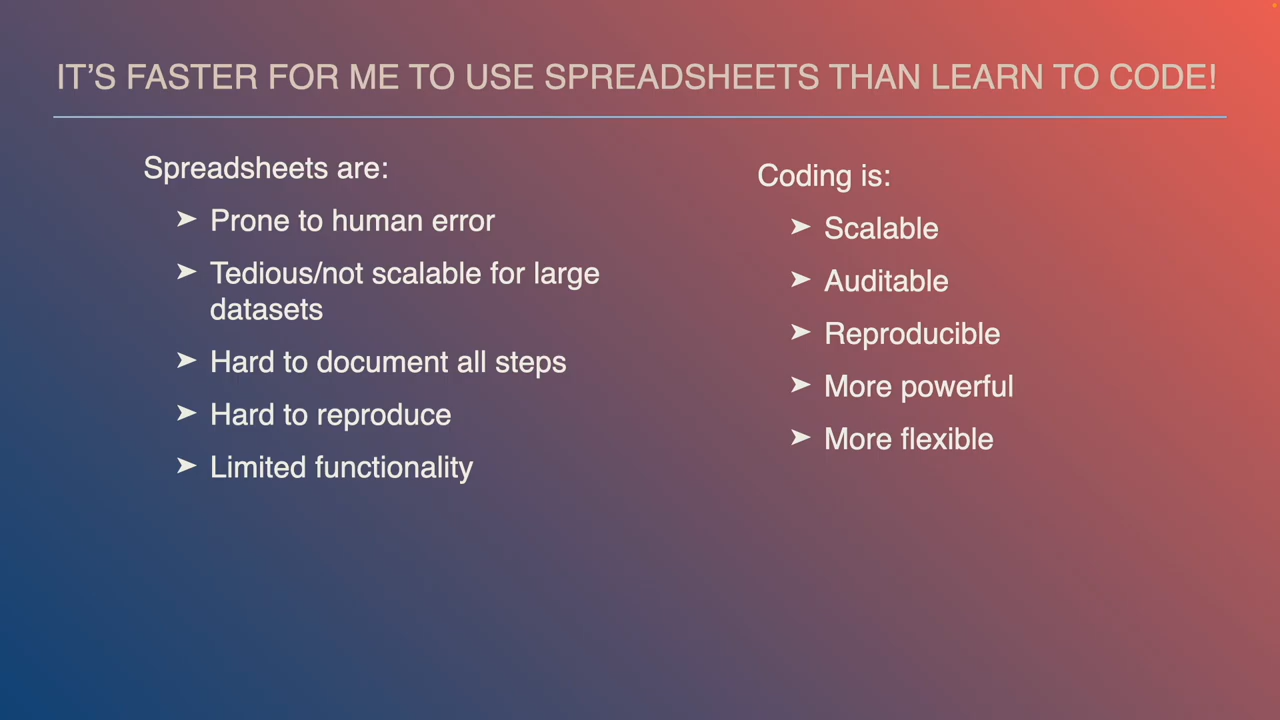 IT’S FASTER FOR ME TO USE SPREADSHEETS THAN LEARN TO CODE!
Spreadsheets are:
➤ Prone to human error
➤ Tedious/not scalable for large
datasets
➤ Hard to document all steps
➤ Hard to reproduce
➤ Limited functionality
Coding is:
➤ Scalable
➤ Auditable
➤ Reproducible
➤ More powerful
➤ More flexible